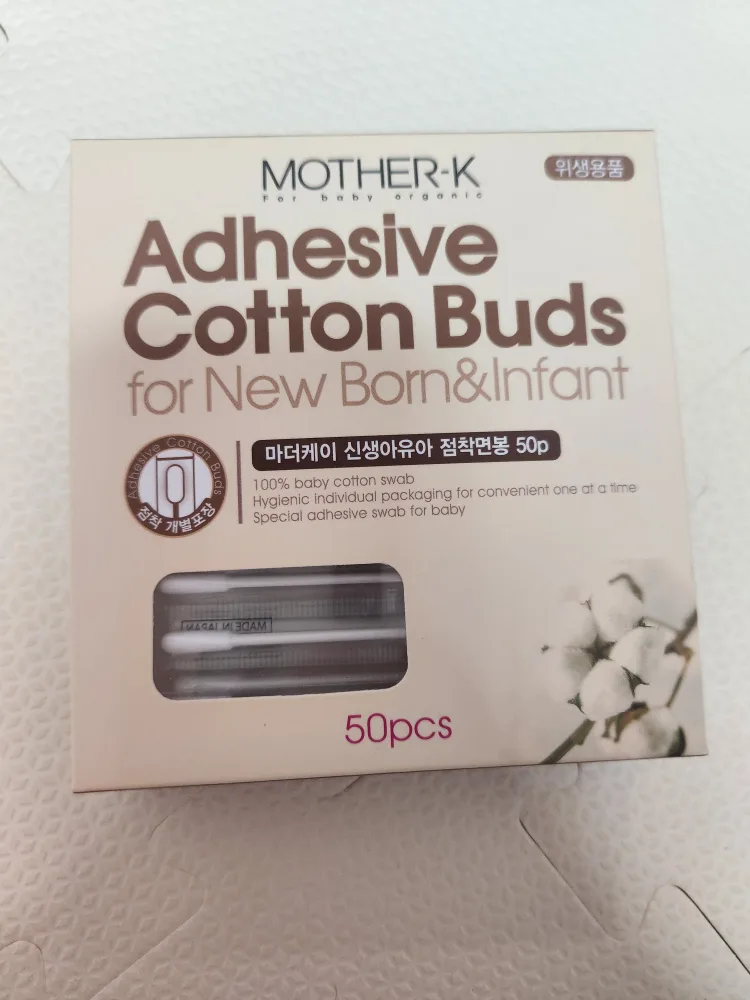 MOTHER-K
위생용품
For baby organic
Adhesive
Cotton Buds
for New Born&Infant
Adhesive Cotton Buds
점착 개별포장
마더케이 신생아유아 점착면봉 50p
100% baby cotton swab
Hygienic individual packaging for convenient one at a time
Special adhesive swab for baby
MADE IN JAPAN
50pcs